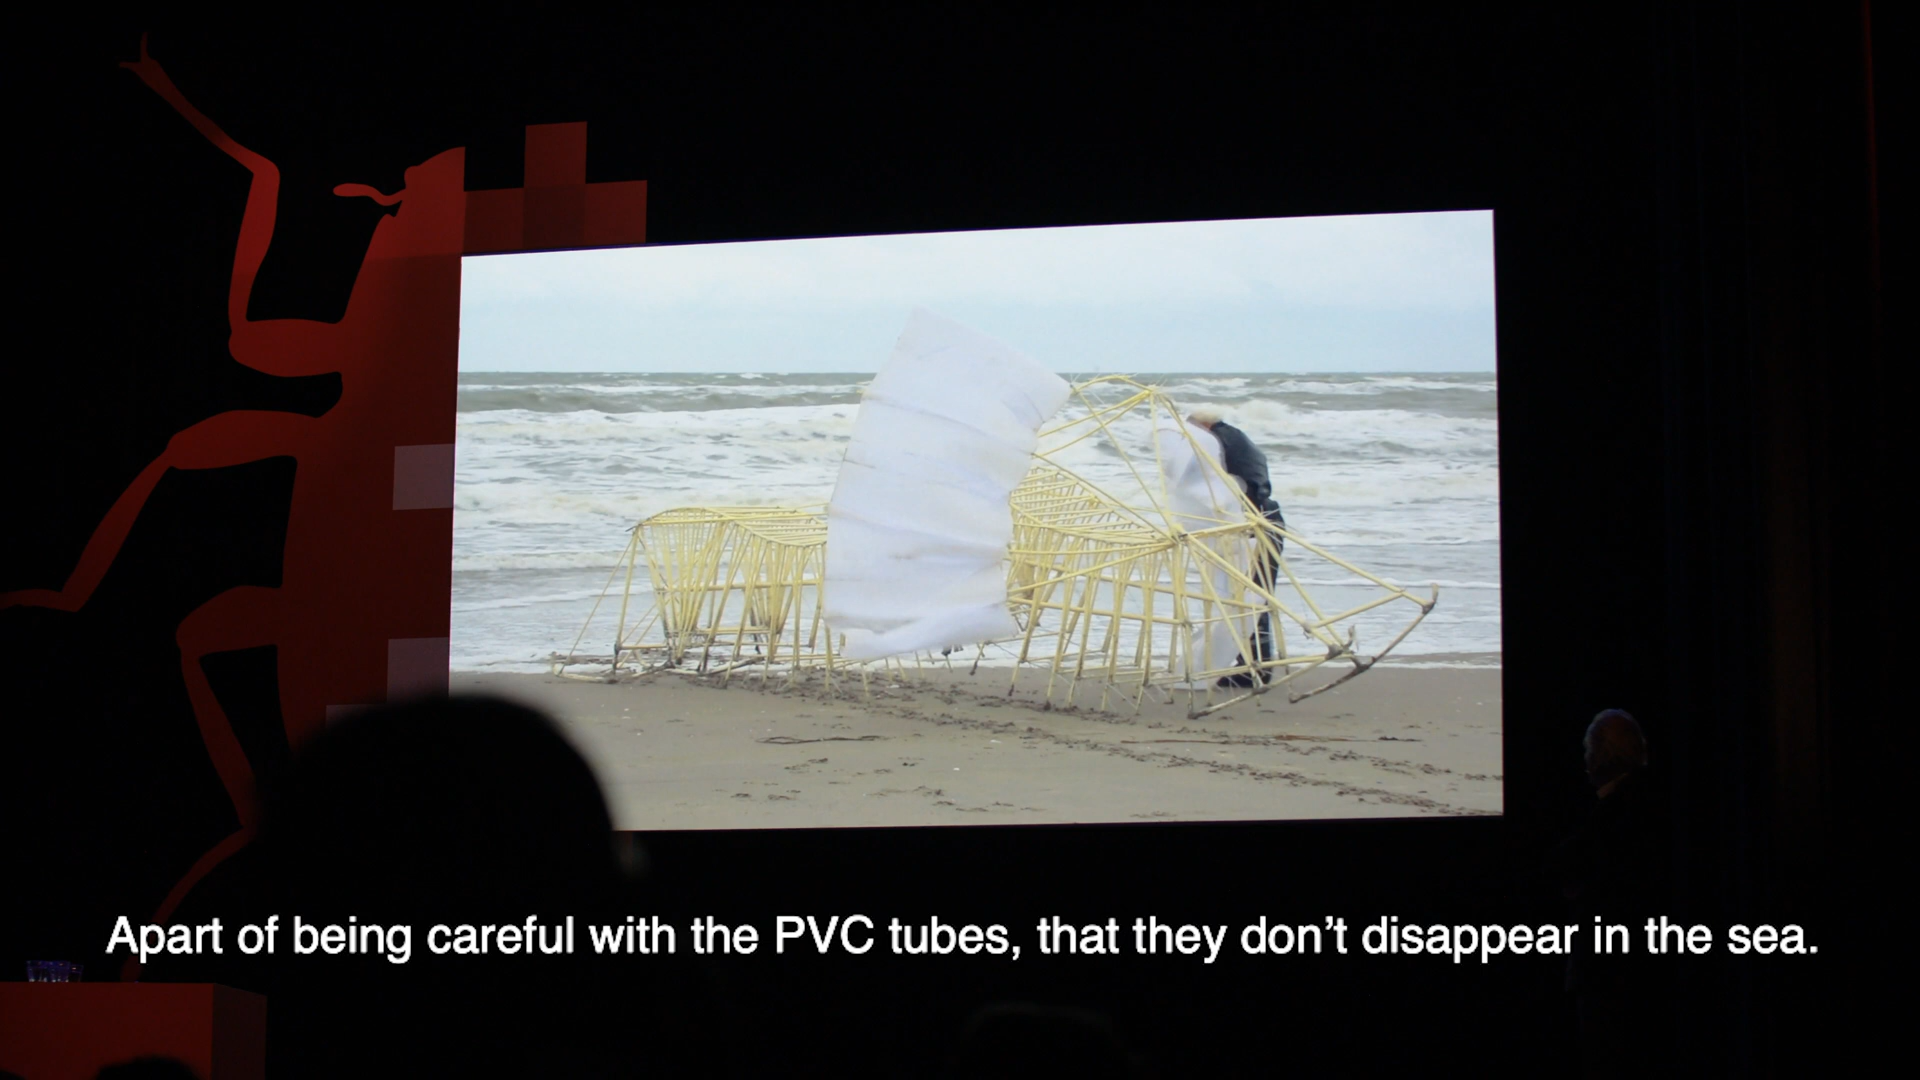 Apart of being careful with the PVC tubes, that they don't disappear in the sea.